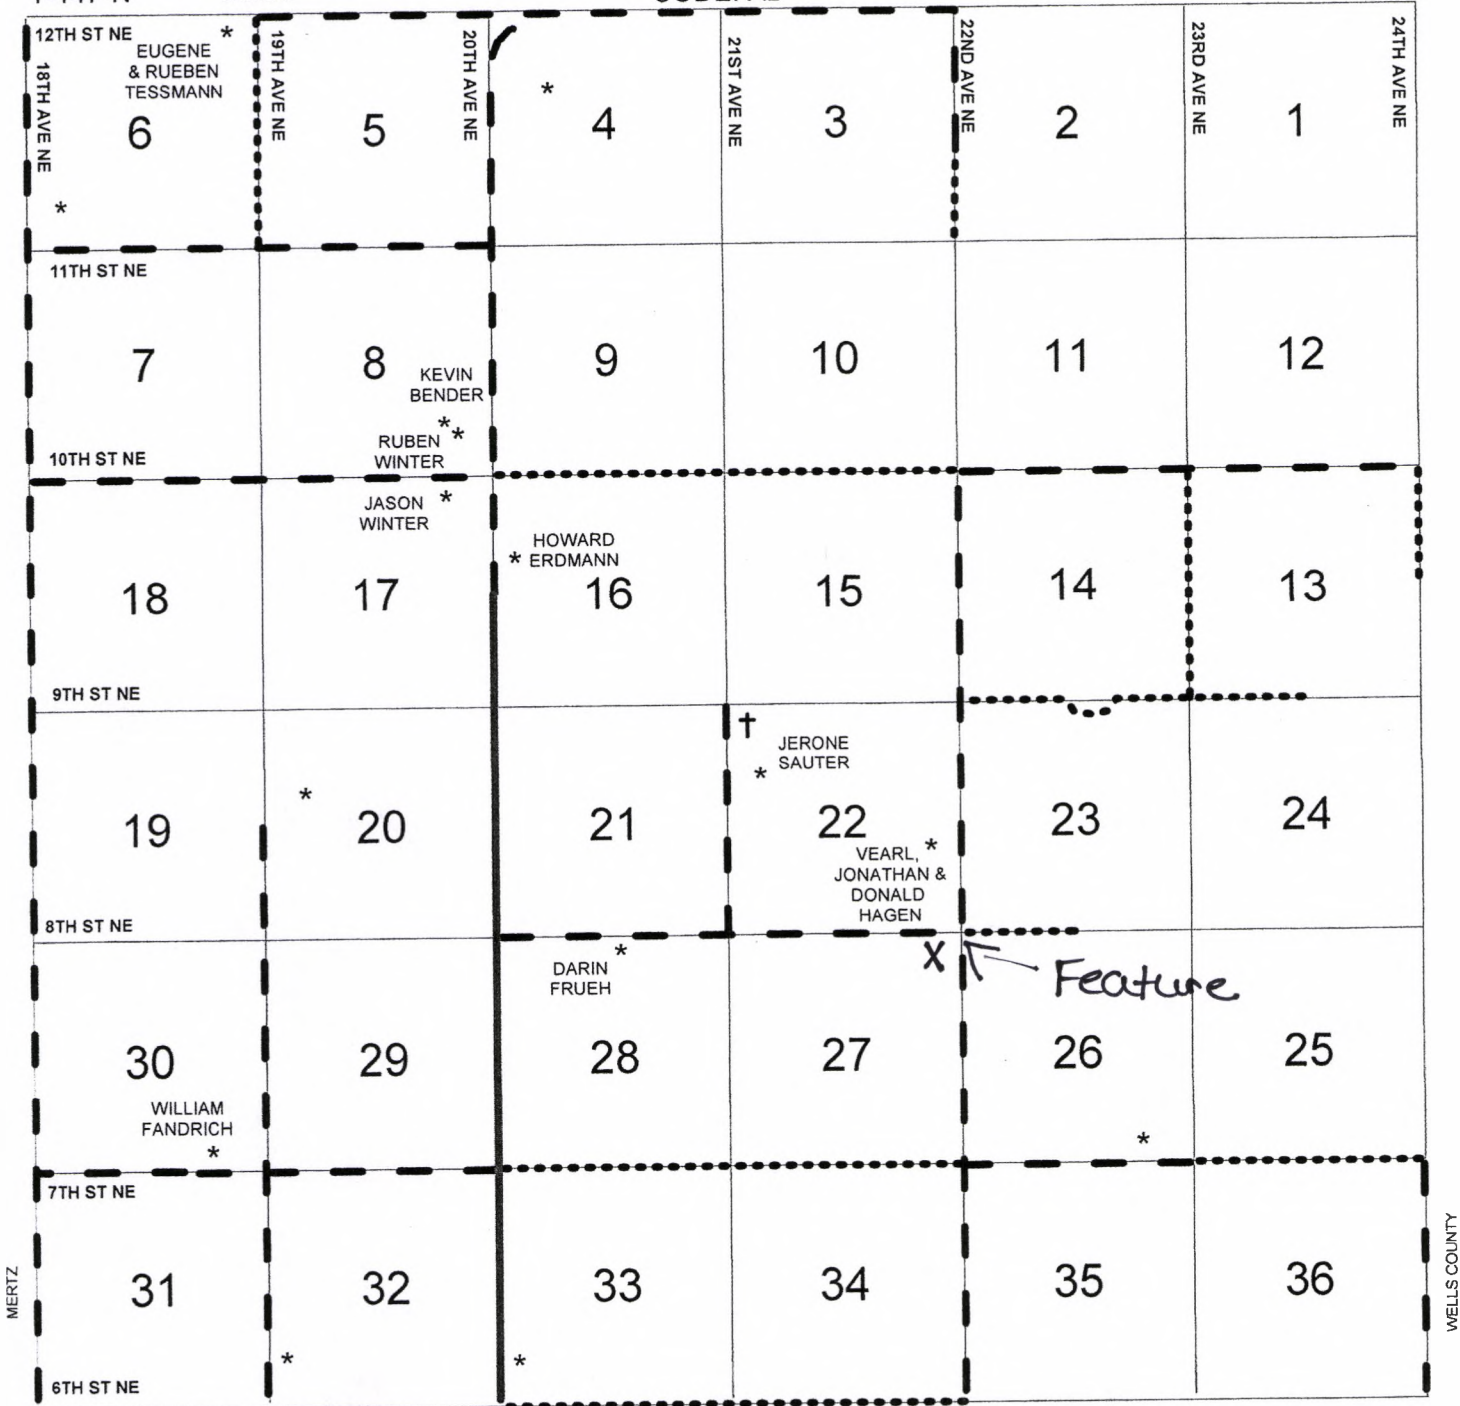 12TH ST NE
*
EUGENE
& RUEBEN
TESSMANN
18TH AVE NE
19TH AVE NE
20TH AVE NE
21ST AVE NE
22ND AVE NE
23RD AVE NE
24TH AVE NE
6
5
4
3
2
1
*
*
11TH ST NE
7
8
9
10
11
12
KEVIN
BENDER
*
*
RUBEN
WINTER
10TH ST NE
JASON *
WINTER
HOWARD
* ERDMANN
18
17
16
15
14
13
9TH ST NE
†
JERONE
SAUTER
*
*
19
20
21
22
23
24
VEARL, *
JONATHAN &
DONALD
HAGEN
8TH ST NE
*
DARIN
FRUEH
X
Feature
30
29
28
27
26
25
WILLIAM
FANDRICH
*
*
7TH ST NE
MERTZ
31
32
33
34
35
36
WELLS COUNTY
*
*
6TH ST NE